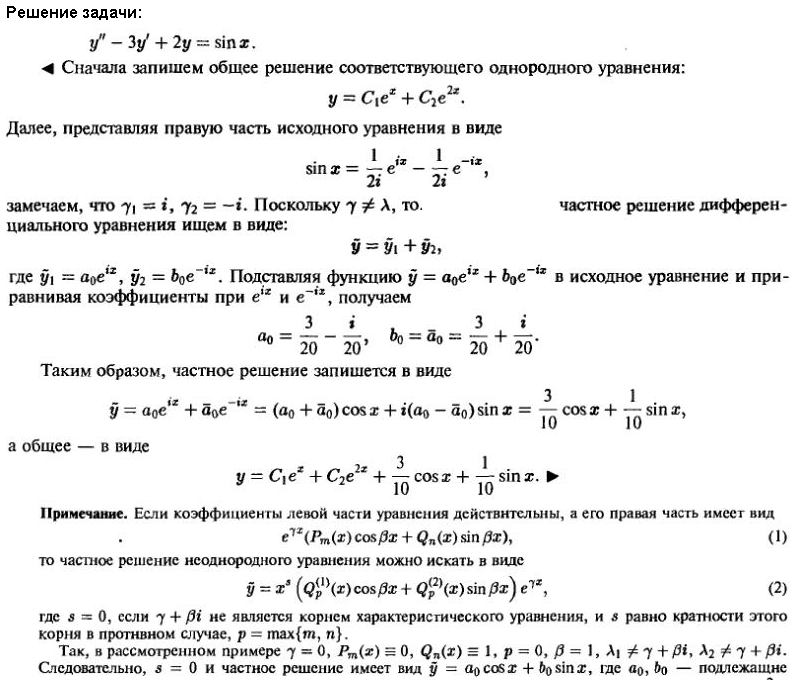 Решение задачи:
y″ − 3y′ + 2y = sin x.
◄ Сначала запишем общее решение соответствующего однородного уравнения:
y = C₁eˣ + C₂e²ˣ.
Далее, представляя правую часть исходного уравнения в виде
sin x = 1/2i e^{ix} − 1/2i e^{−ix},
замечаем, что γ₁ = i, γ₂ = −i. Поскольку γ ≠ λ, то. частное решение дифферен-
циального уравнения ищем в виде:
ỹ = ỹ₁ + ỹ₂,
где ỹ₁ = a₀e^{ix}, ỹ₂ = b₀e^{−ix}. Подставляя функцию ỹ = a₀e^{ix} + b₀e^{−ix} в исходное уравнение и при-
равнивая коэффициенты при e^{ix} и e^{−ix}, получаем
a₀ = 3/20 − i/20, b₀ = ā₀ = 3/20 + i/20.
Таким образом, частное решение запишется в виде
ỹ = a₀e^{ix} + ā₀e^{−ix} = (a₀ + ā₀) cos x + i(a₀ − ā₀) sin x = 3/10 cos x + 1/10 sin x,
а общее — в виде
y = C₁eˣ + C₂e²ˣ + 3/10 cos x + 1/10 sin x. ►
Примечание. Если коэффициенты левой части уравнения действительны, а его правая часть имеет вид
e^{γx}(Pₘ(x) cos βx + Qₙ(x) sin βx), (1)
то частное решение неоднородного уравнения можно искать в виде
ỹ = xˢ (Qₚ⁽¹⁾(x) cos βx + Qₚ⁽²⁾(x) sin βx) e^{γx}, (2)
где s = 0, если γ + βi не является корнем характеристического уравнения, и s равно кратности этого
корня в противном случае, p = max{m, n}.
Так, в рассмотренном примере γ = 0, Pₘ(x) ≡ 0, Qₙ(x) ≡ 1, p = 0, β = 1, λ₁ ≠ γ + βi, λ₂ ≠ γ + βi.
Следовательно, s = 0 и частное решение имеет вид ỹ = a₀ cos x + b₀ sin x, где a₀, b₀ — подлежащие